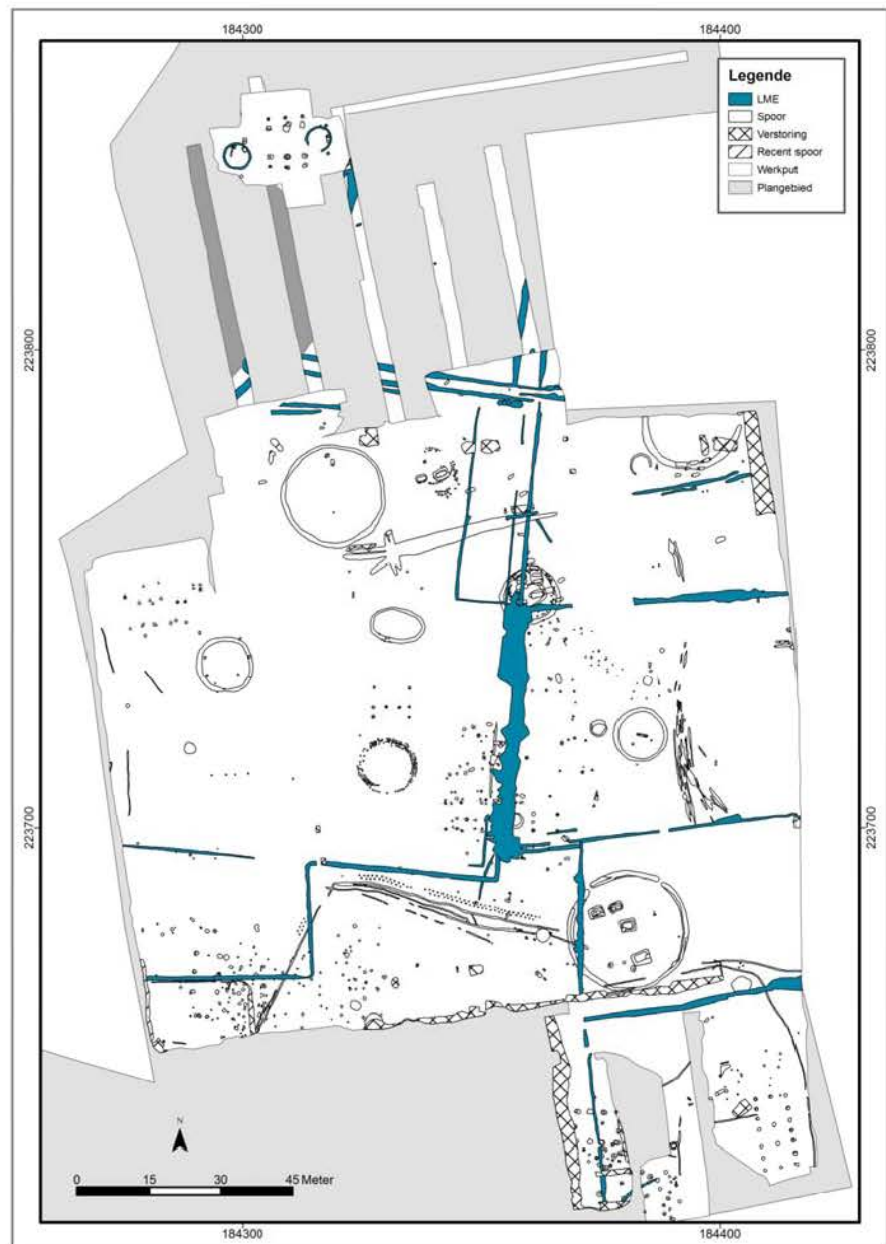 184300
184400
Legende
LME
Spoor
Verstoring
Recent spoor
Werkput
Plangebied
223800
223800
223700
223700
N
0 15 30 45 Meter
184300
184400